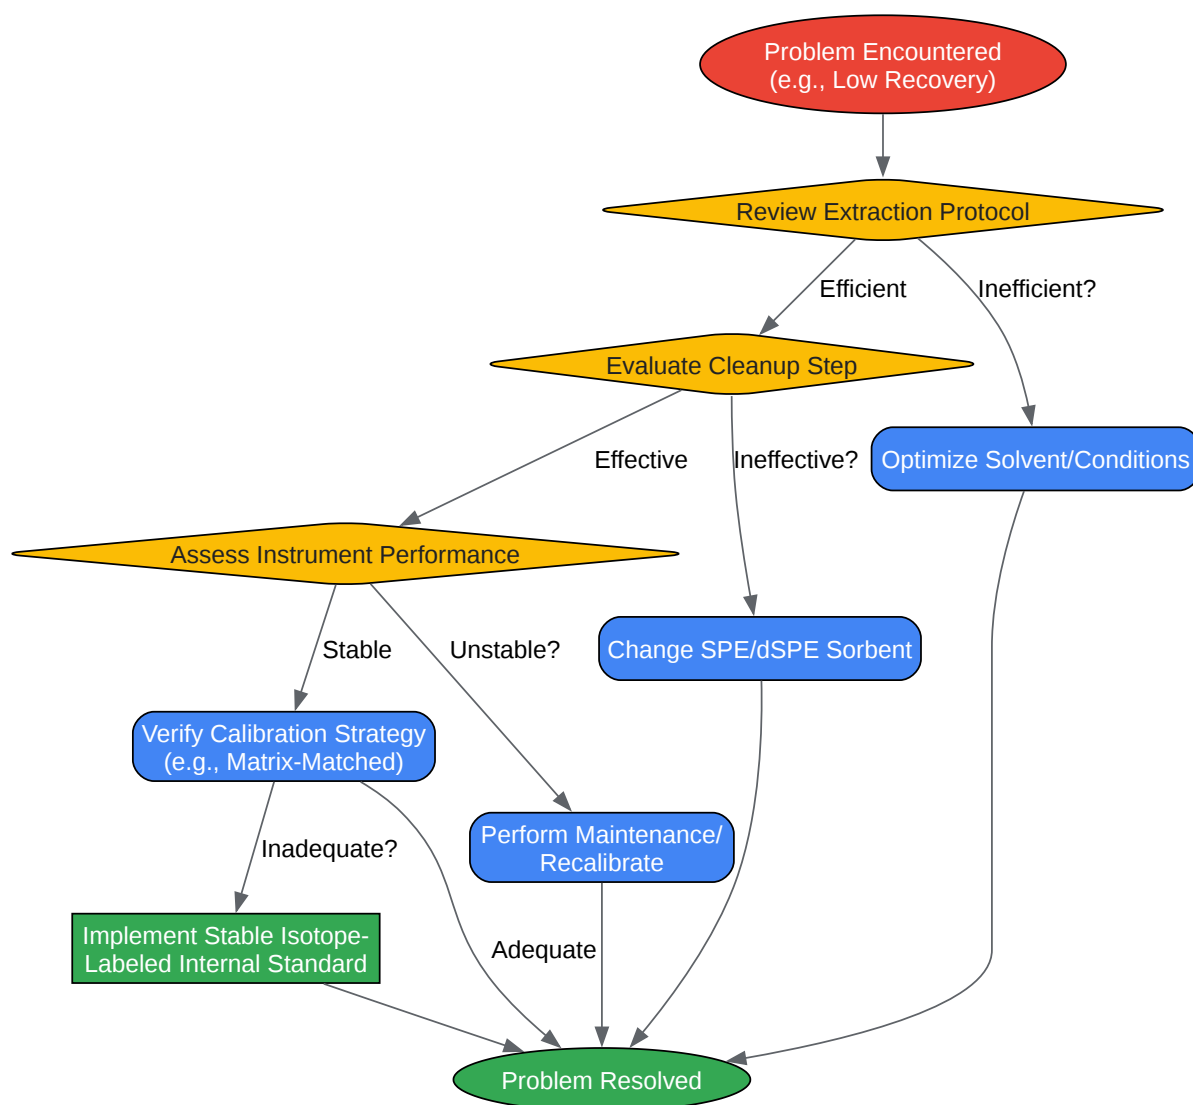 Problem Encountered
(e.g., Low Recovery)
Review Extraction Protocol
Efficient
Inefficient?
Evaluate Cleanup Step
Effective
Ineffective?
Optimize Solvent/Conditions
Assess Instrument Performance
Stable
Unstable?
Change SPE/dSPE Sorbent
Verify Calibration Strategy
(e.g., Matrix-Matched)
Perform Maintenance/
Recalibrate
Inadequate?
Implement Stable Isotope-
Labeled Internal Standard
Adequate
Problem Resolved